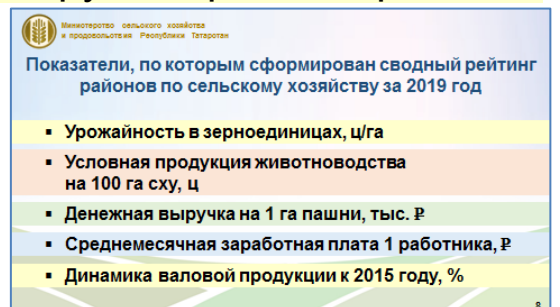 Министерство сельского хозяйства
и продовольствия Республики Татарстан
Показатели, по которым сформирован сводный рейтинг
районов по сельскому хозяйству за 2019 год
▪ Урожайность в зерноединицах, ц/га
▪ Условная продукция животноводства
на 100 га сху, ц
▪ Денежная выручка на 1 га пашни, тыс. ₽
▪ Среднемесячная заработная плата 1 работника, ₽
▪ Динамика валовой продукции к 2015 году, %
8